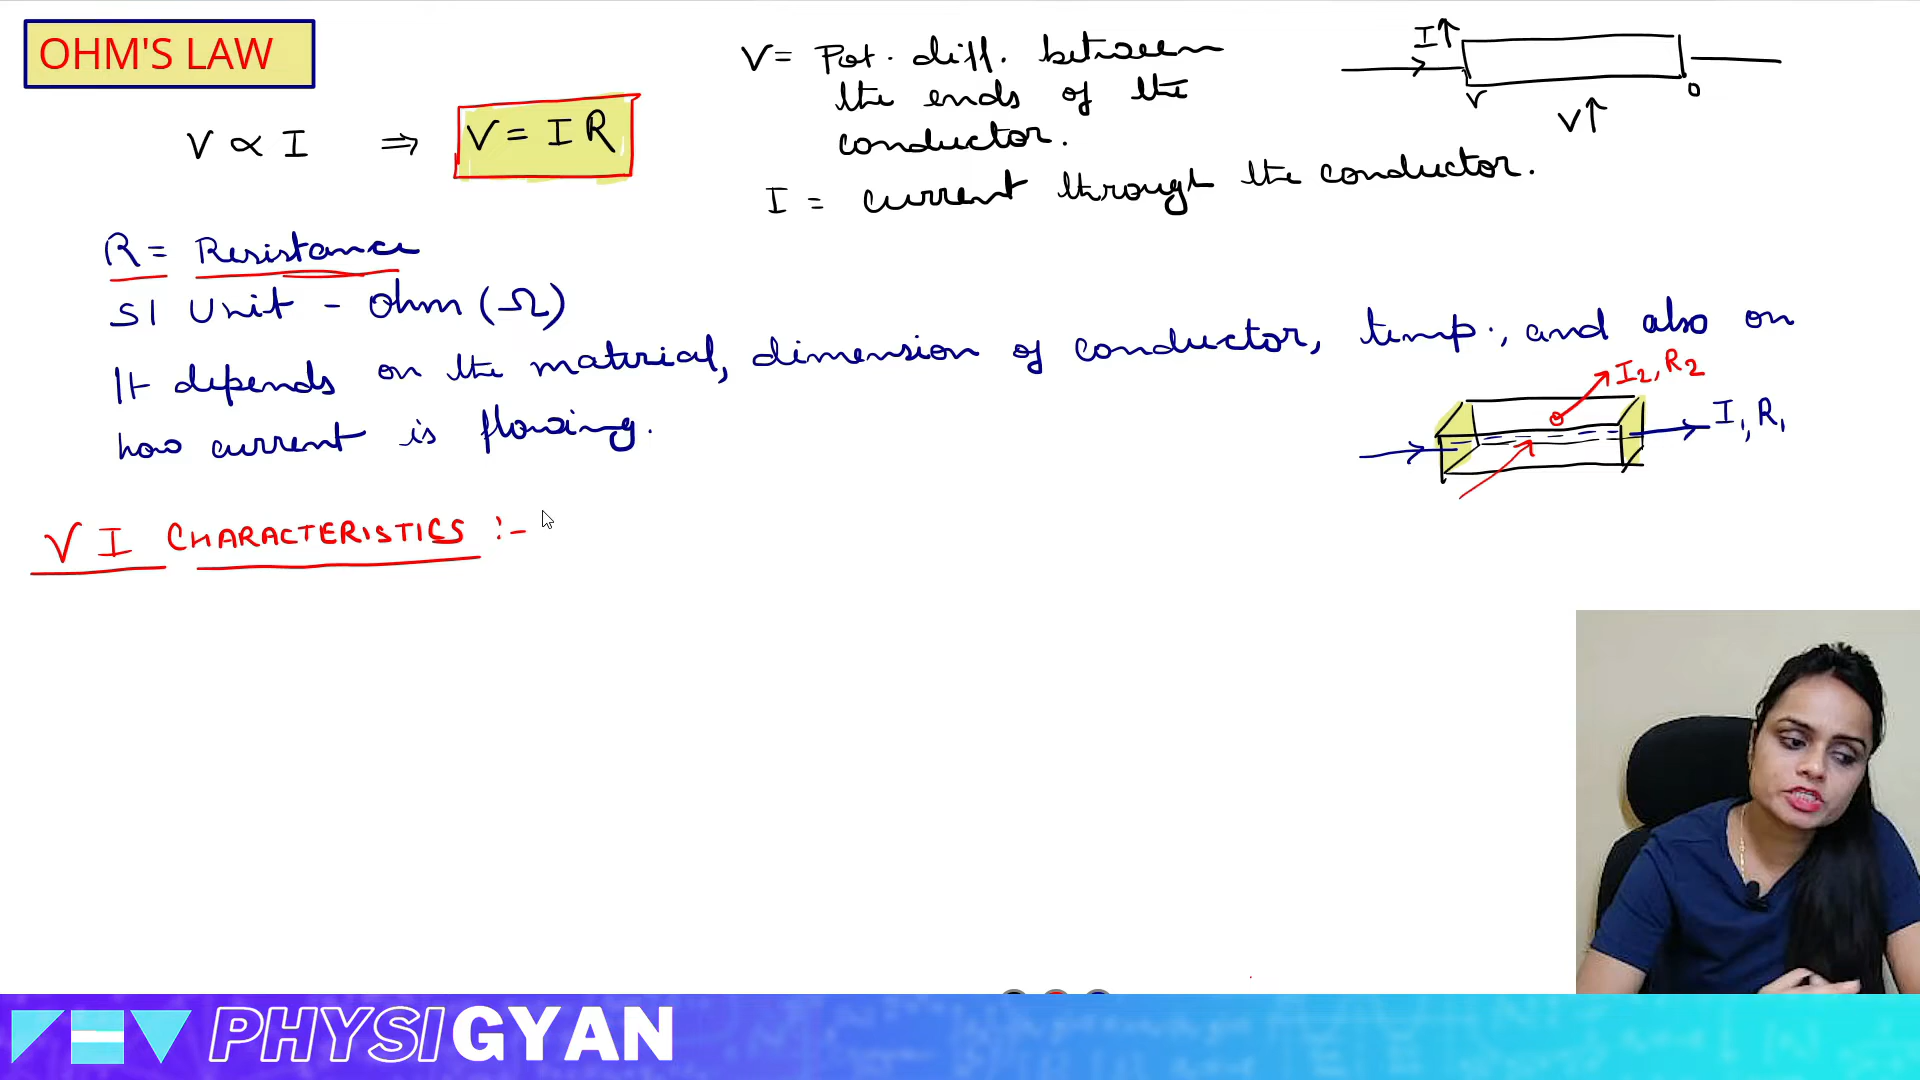 OHM'S LAW
V ∝ I ⇒ V = I R
V = Pot. diff. between
the ends of the
conductor.
I = current through the conductor.
I↑
V
0
V↑
R = Resistance
SI Unit - Ohm (Ω)
It depends on the material, dimension of conductor, temp., and also on
how current is flowing.
I2, R2
I1, R1
V I CHARACTERISTICS :-
PHYSIGYAN